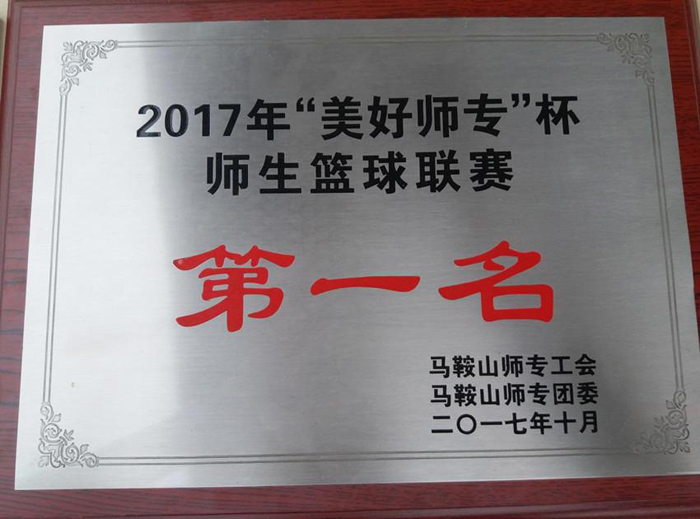 2017年“美好师专”杯
师生篮球联赛
第一名
马鞍山师专工会
马鞍山师专团委
二〇一七年十月